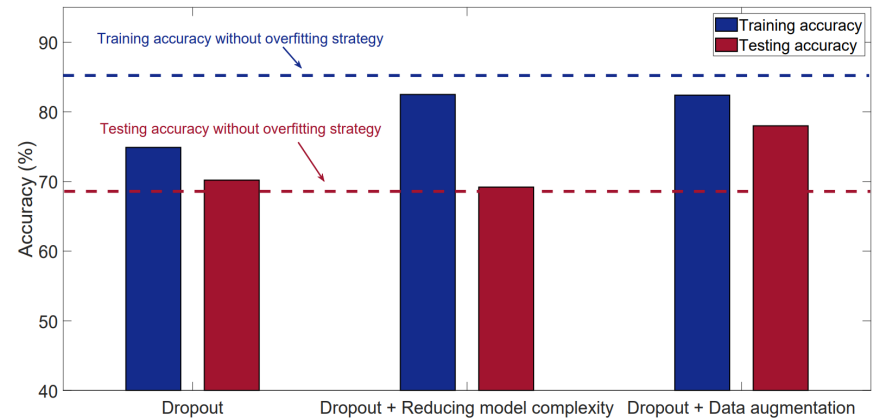 Training accuracy
Testing accuracy
Training accuracy without overfitting strategy
Testing accuracy without overfitting strategy
Accuracy (%)
90
80
70
60
50
40
Dropout
Dropout + Reducing model complexity
Dropout + Data augmentation